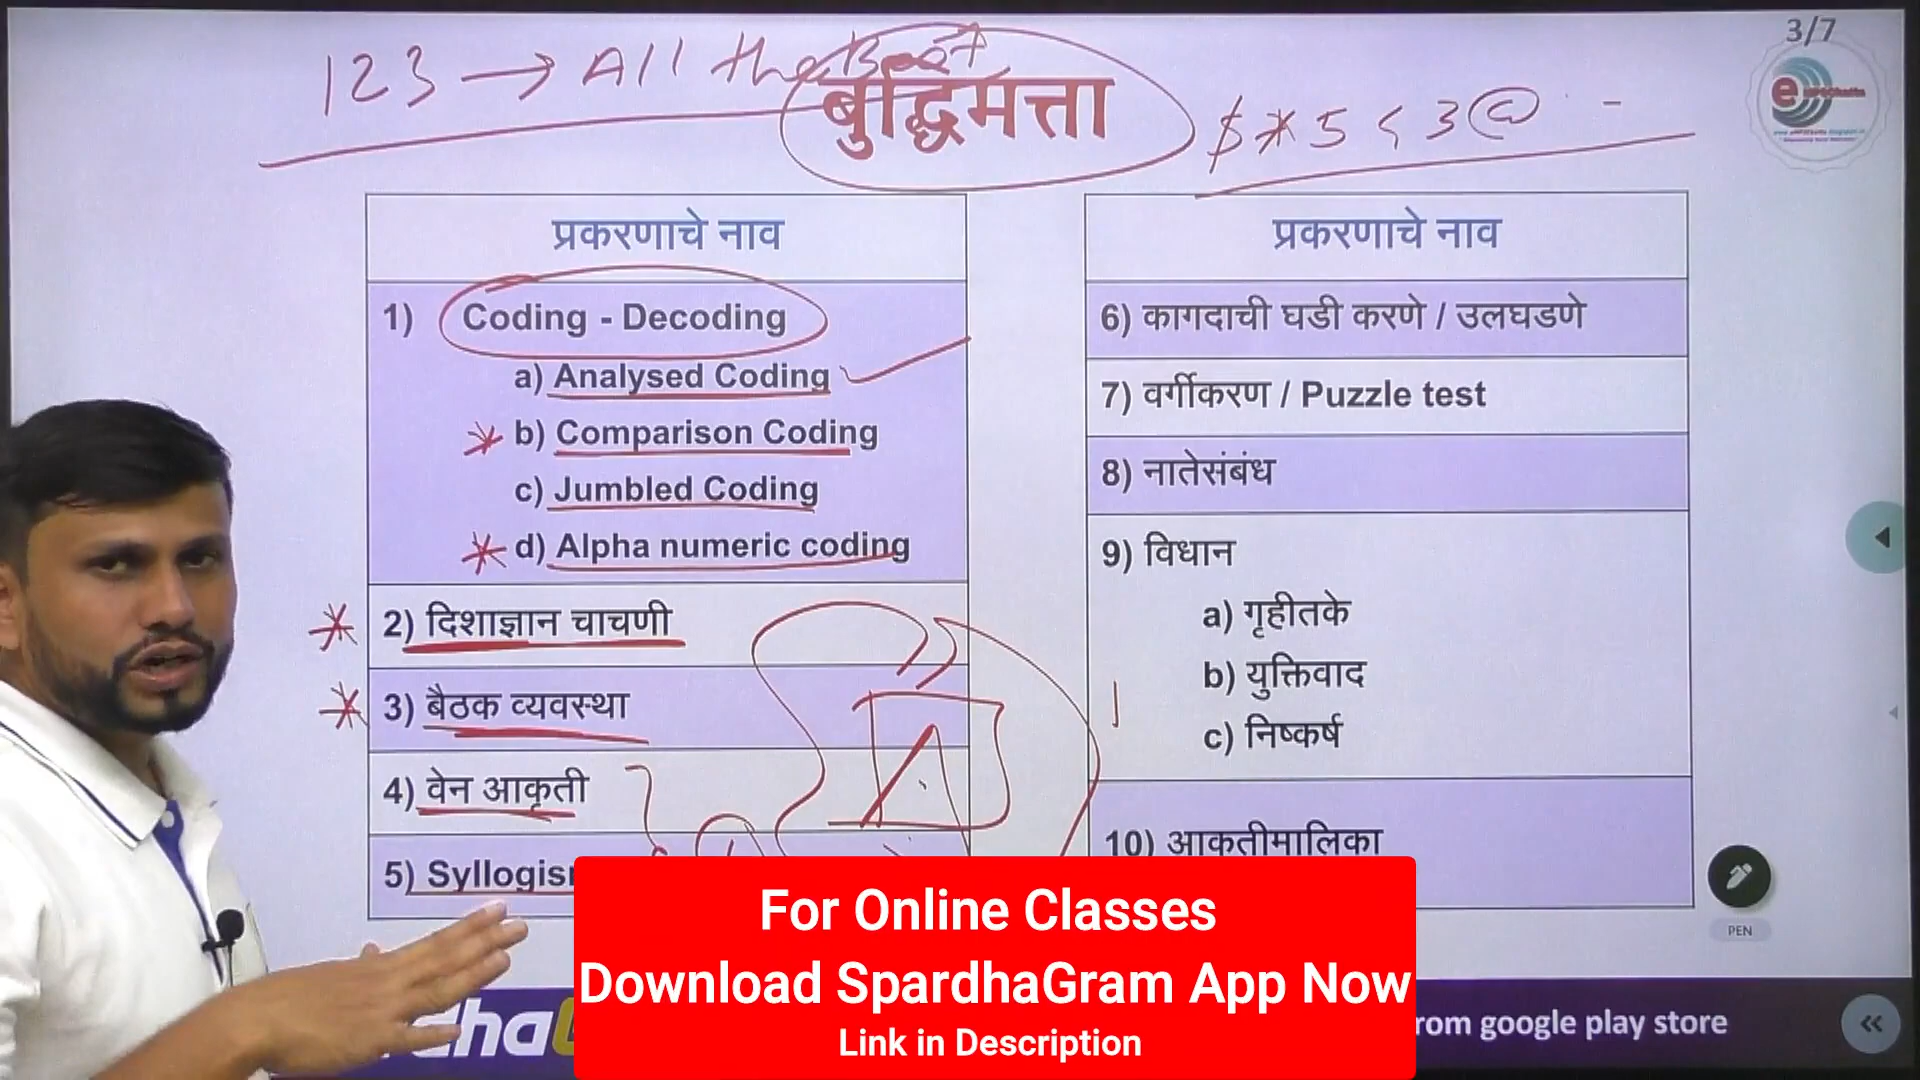 3/7
123 → All the Best
बुद्धिमत्ता
$ * 5 < 3 @ - -
e
प्रकरणाचे नाव
1) Coding - Decoding
a) Analysed Coding
b) Comparison Coding
c) Jumbled Coding
d) Alpha numeric coding
2) दिशाज्ञान चाचणी
3) बैठक व्यवस्था
4) वेन आकृती
5)
प्रकरणाचे नाव
6) कागदाची घडी करणे / उलघडणे
7) वर्गीकरण / Puzzle test
8) नातेसंबंध
9) विधान
a) गृहीतके
b) युक्तिवाद
c) निष्कर्ष
10) आकृतीमालिका
PEN
For Online Classes
Download SpardhaGram App Now
Link in Description
google play store